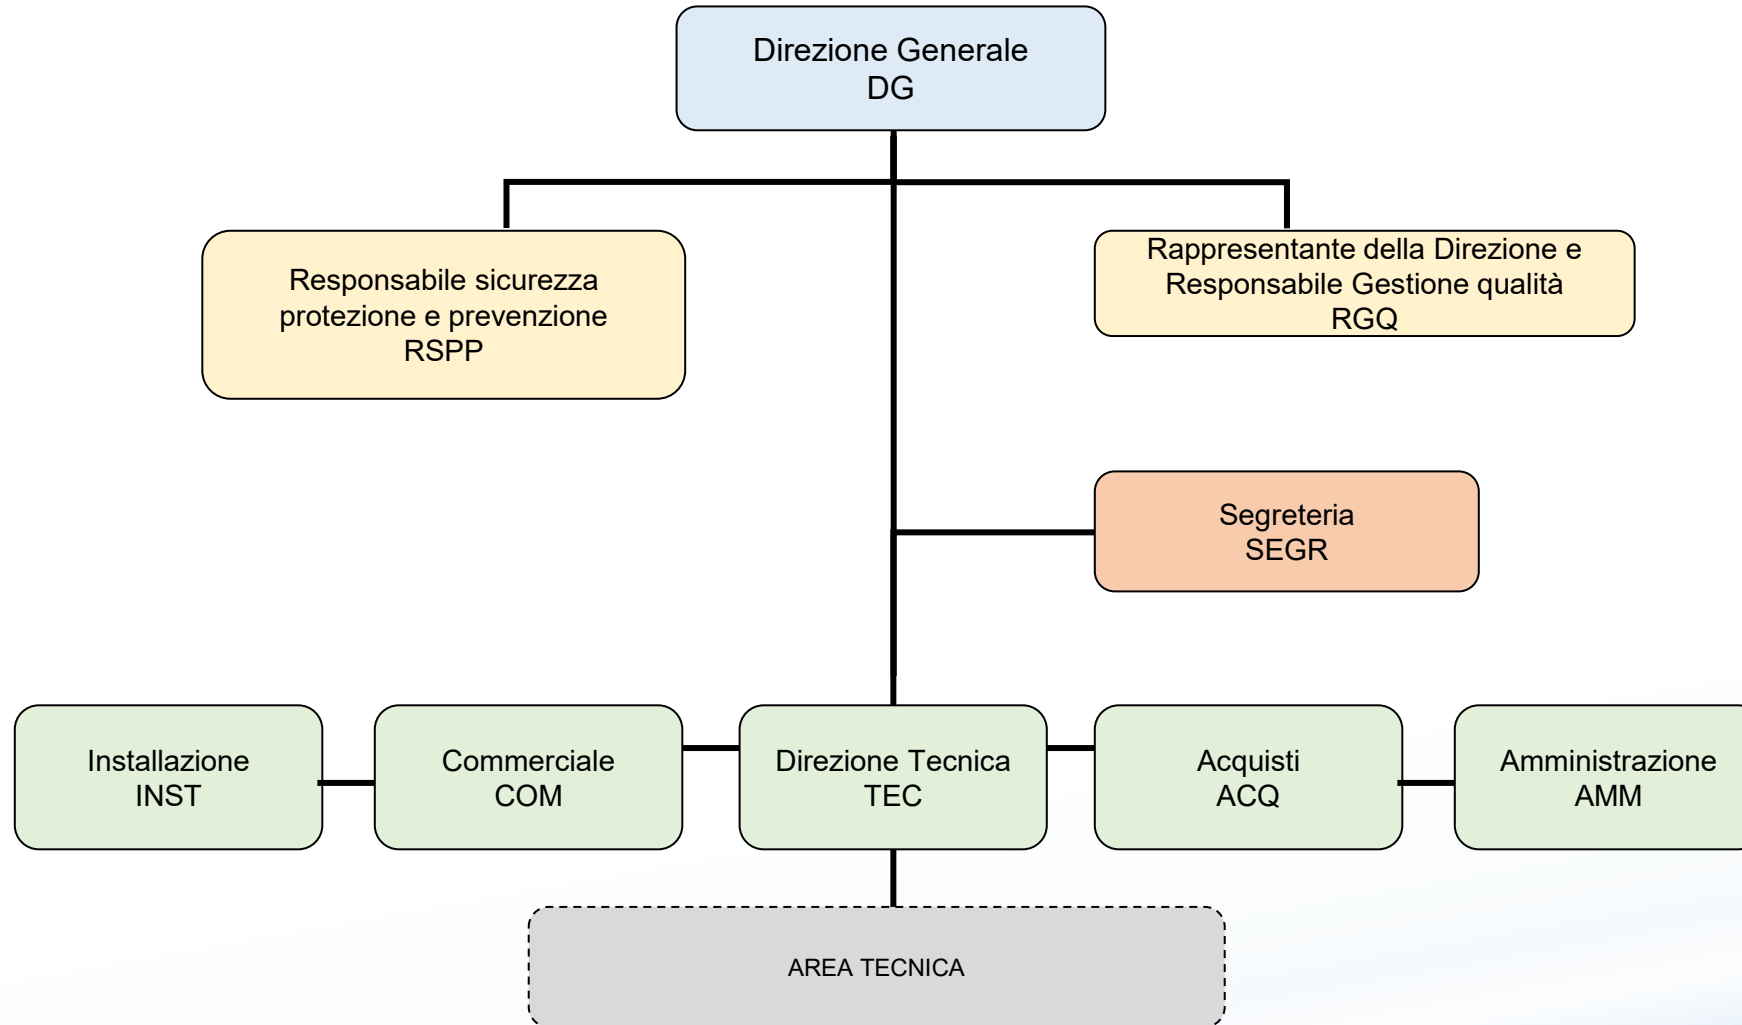 Direzione Generale
DG
Responsabile sicurezza
protezione e prevenzione
RSPP
Rappresentante della Direzione e
Responsabile Gestione qualità
RGQ
Segreteria
SEGR
Installazione
INST
Commerciale
COM
Direzione Tecnica
TEC
Acquisti
ACQ
Amministrazione
AMM
AREA TECNICA